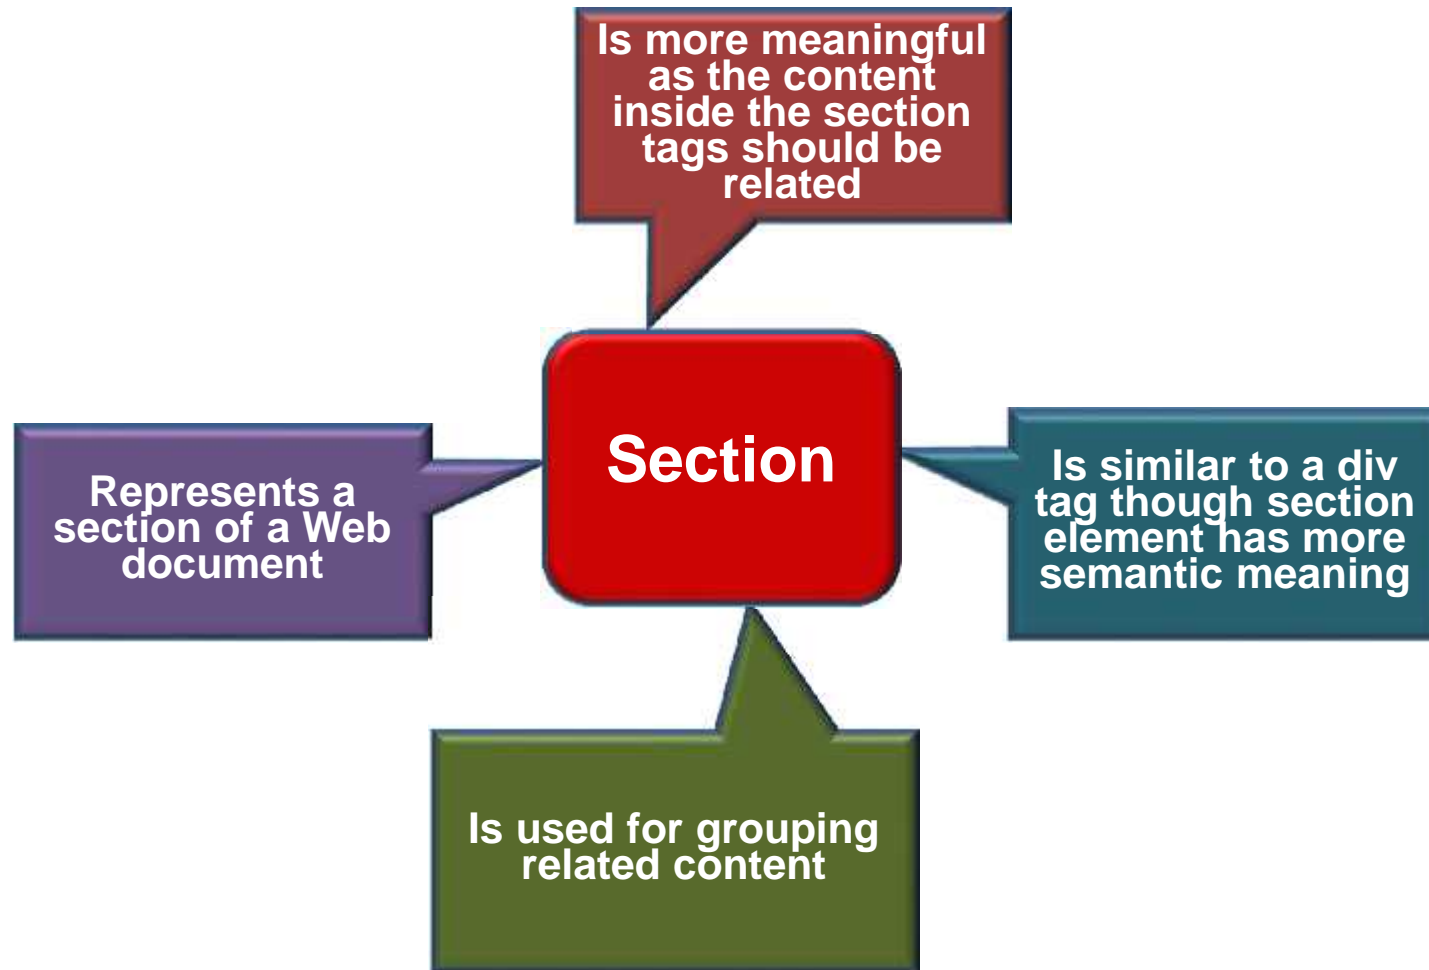 Is more meaningful
as the content
inside the section
tags should be
related
Section
Represents a
section of a Web
document
Is similar to a div
tag though section
element has more
semantic meaning
Is used for grouping
related content